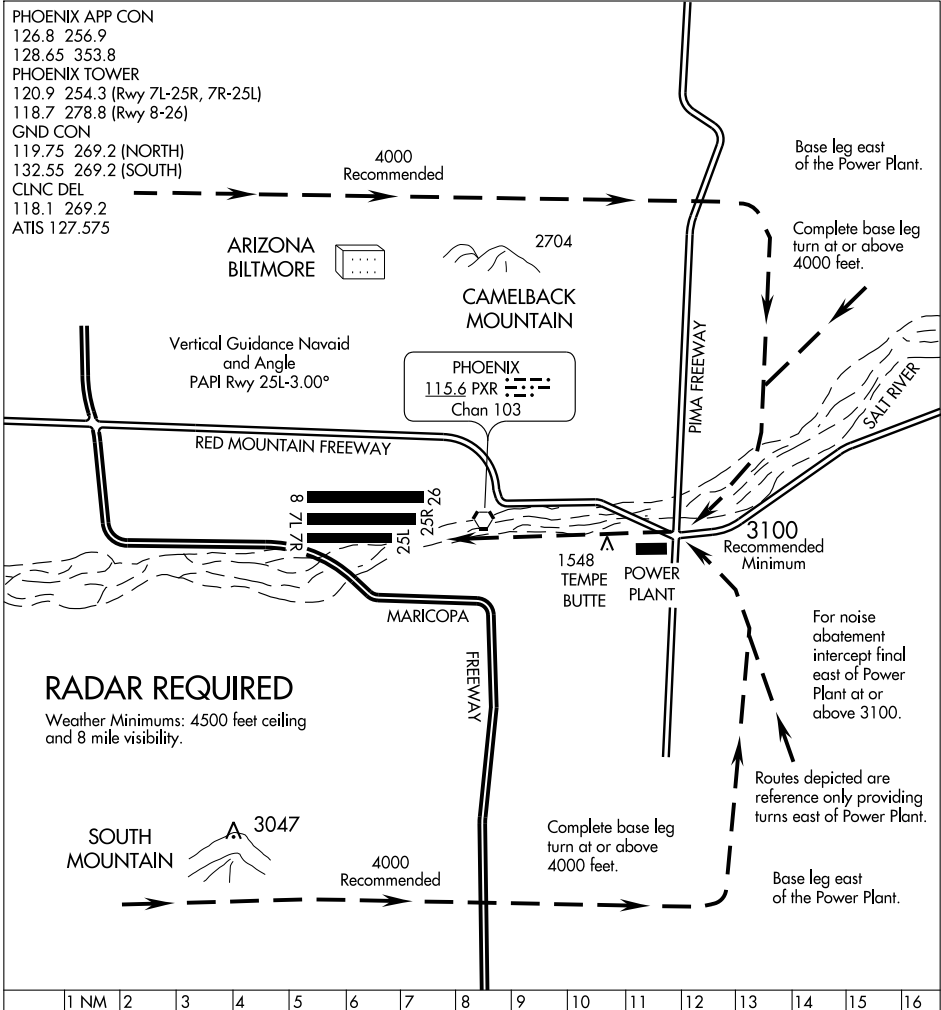 PHOENIX APP CON
126.8 256.9
128.65 353.8
PHOENIX TOWER
120.9 254.3 (Rwy 7L-25R, 7R-25L)
118.7 278.8 (Rwy 8-26)
GND CON
119.75 269.2 (NORTH)
132.55 269.2 (SOUTH)
CLNC DEL
118.1 269.2
ATIS 127.575
4000
Recommended
Base leg east
of the Power Plant.
Complete base leg
turn at or above
4000 feet.
ARIZONA
BILTMORE
2704
CAMELBACK
MOUNTAIN
Vertical Guidance Navaid
and Angle
PAPI Rwy 25L-3.00°
PHOENIX
115.6 PXR
Chan 103
PIMA FREEWAY
SALT RIVER
RED MOUNTAIN FREEWAY
8
26
7L
25R
7R
25L
3100
Recommended
Minimum
1548
TEMPE
BUTTE
POWER
PLANT
MARICOPA
FREEWAY
For noise
abatement
intercept final
east of Power
Plant at or
above 3100.
RADAR REQUIRED
Weather Minimums: 4500 feet ceiling
and 8 mile visibility.
Routes depicted are
reference only providing
turns east of Power Plant.
SOUTH
MOUNTAIN
3047
4000
Recommended
Complete base leg
turn at or above
4000 feet.
Base leg east
of the Power Plant.
1 NM 2 3 4 5 6 7 8 9 10 11 12 13 14 15 16